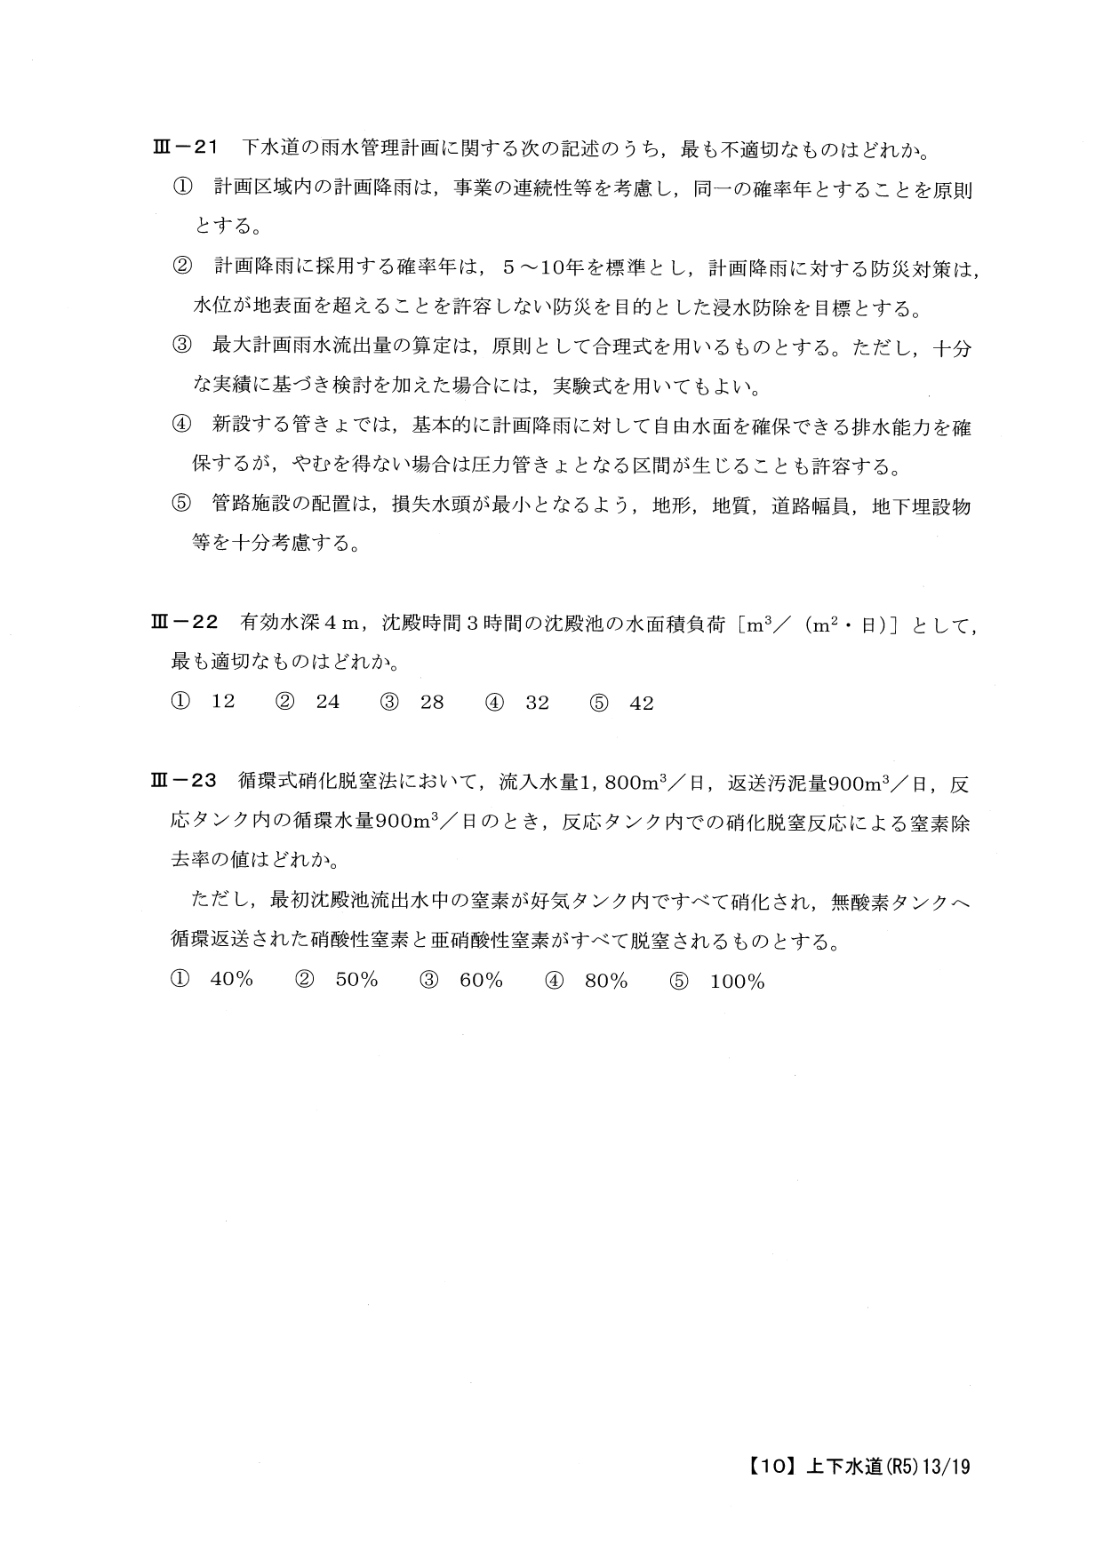 Ⅲ－21　下水道の雨水管理計画に関する次の記述のうち，最も不適切なものはどれか。
①　計画区域内の計画降雨は，事業の連続性等を考慮し，同一の確率年とすることを原則
とする。
②　計画降雨に採用する確率年は，５～10年を標準とし，計画降雨に対する防災対策は，
水位が地表面を超えることを許容しない防災を目的とした浸水防除を目標とする。
③　最大計画雨水流出量の算定は，原則として合理式を用いるものとする。ただし，十分
な実績に基づき検討を加えた場合には，実験式を用いてもよい。
④　新設する管きょでは，基本的に計画降雨に対して自由水面を確保できる排水能力を確
保するが，やむを得ない場合は圧力管きょとなる区間が生じることも許容する。
⑤　管路施設の配置は，損失水頭が最小となるよう，地形，地質，道路幅員，地下埋設物
等を十分考慮する。
Ⅲ－22　有効水深４ｍ，沈殿時間３時間の沈殿池の水面積負荷［m³／（m²・日)］として，
最も適切なものはどれか。
①　12　　②　24　　③　28　　④　32　　⑤　42
Ⅲ－23　循環式硝化脱窒法において，流入水量1,800m³／日，返送汚泥量900m³／日，反
応タンク内の循環水量900m³／日のとき，反応タンク内での硝化脱窒反応による窒素除
去率の値はどれか。
ただし，最初沈殿池流出水中の窒素が好気タンク内ですべて硝化され，無酸素タンクへ
循環返送された硝酸性窒素と亜硝酸性窒素がすべて脱窒されるものとする。
①　40％　　②　50％　　③　60％　　④　80％　　⑤　100％
【10】上下水道(R5)13/19